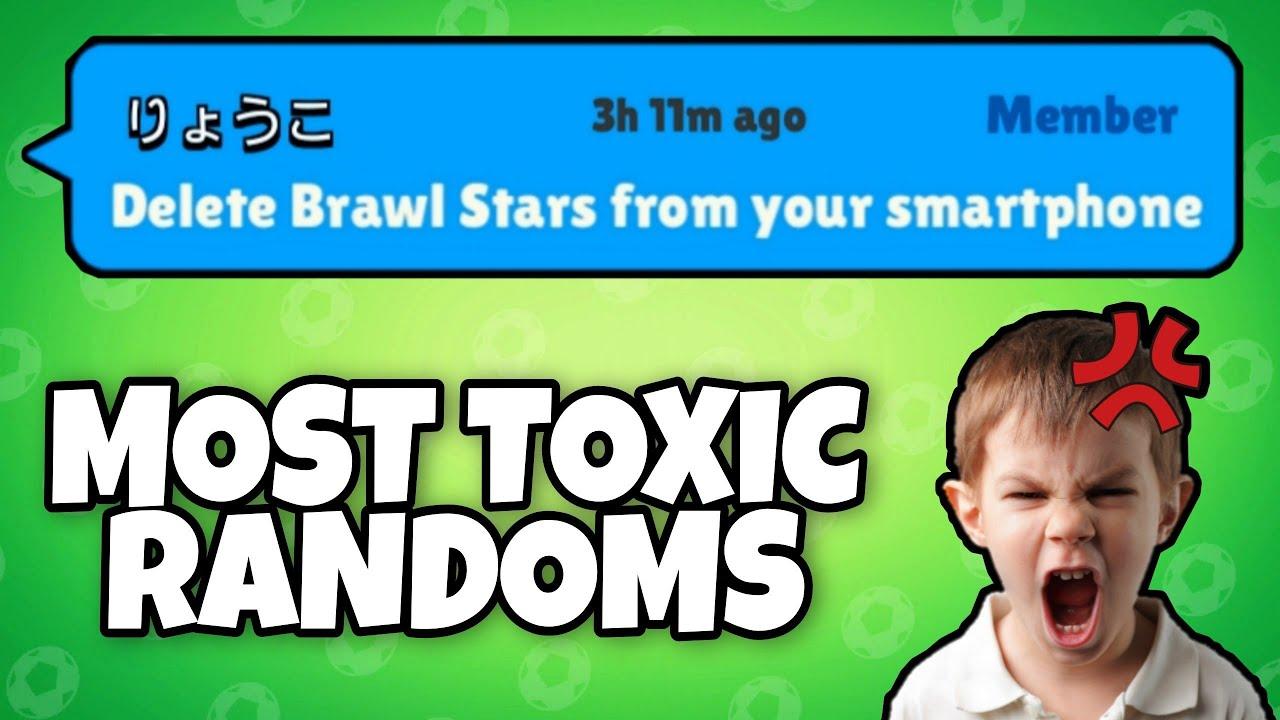 りょうこ 3h 11m ago Member
Delete Brawl Stars from your smartphone
MOST TOXIC
RANDOMS